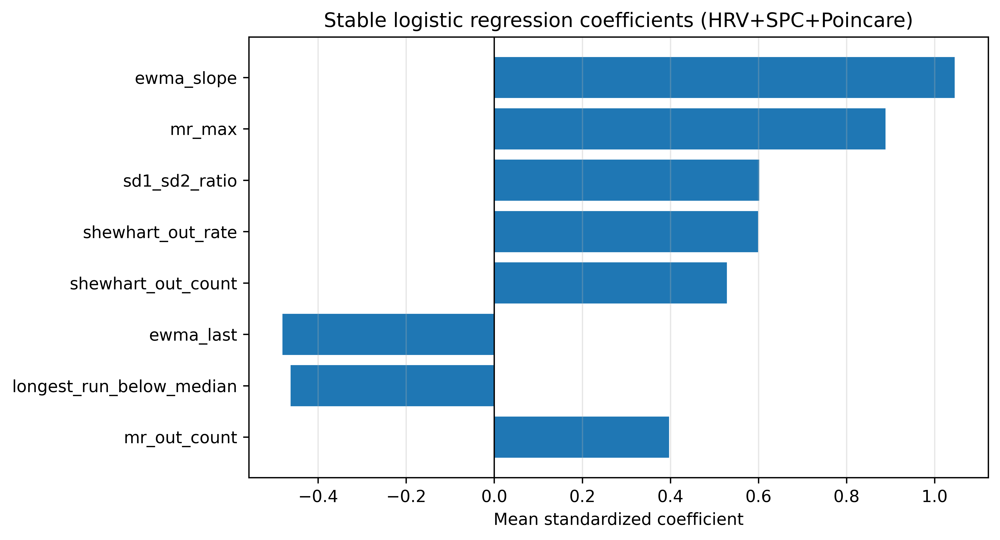 Stable logistic regression coefficients (HRV+SPC+Poincare)
ewma_slope
mr_max
sd1_sd2_ratio
shewhart_out_rate
shewhart_out_count
ewma_last
longest_run_below_median
mr_out_count
−0.4 −0.2 0.0 0.2 0.4 0.6 0.8 1.0
Mean standardized coefficient